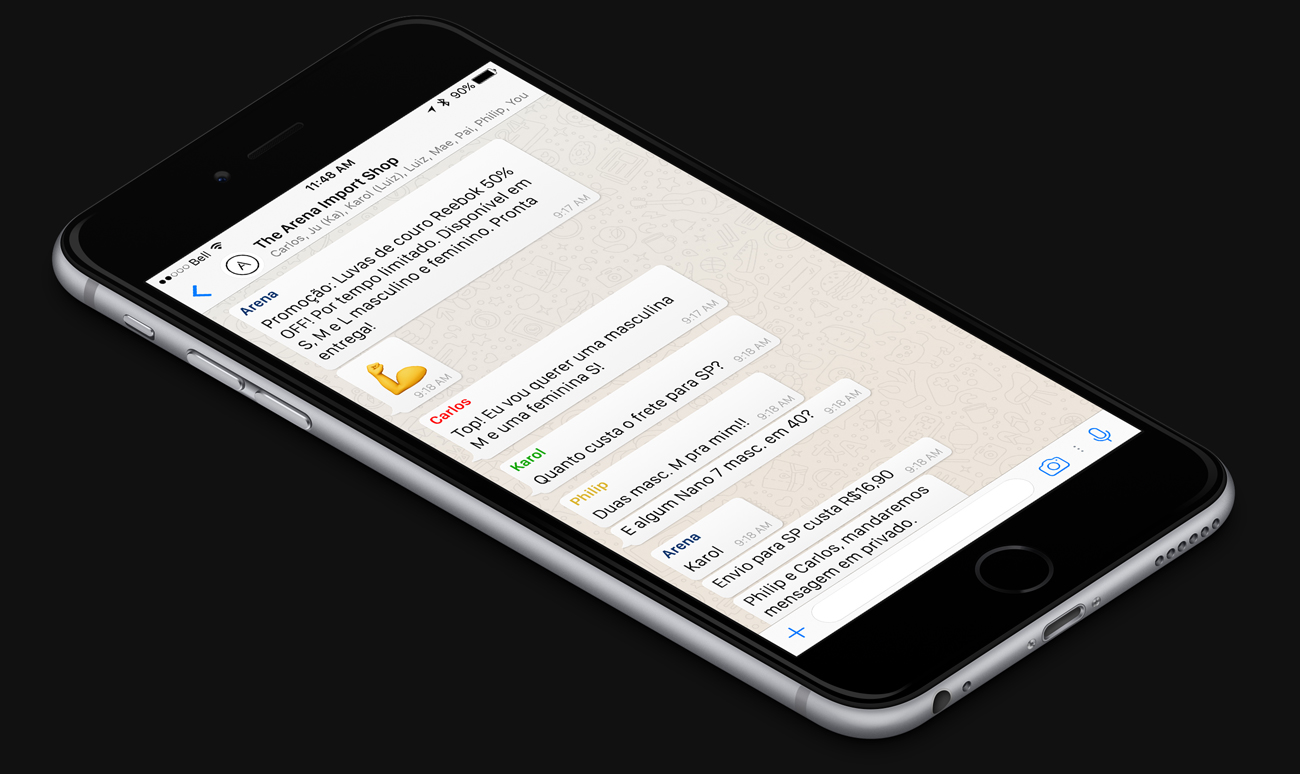 Bell
11:48 AM
90%
A
The Arena Import Shop
Carlos, Ju (Ka), Karol (Luiz), Luiz, Mae, Pai, Philip, You
Arena
Promoção: Luvas de couro Reebok 50%
OFF! Por tempo limitado. Disponível em
S, M e L masculino e feminino. Pronta
entrega!
9:17 AM
9:18 AM
Carlos
Top! Eu vou querer uma masculina
M e uma feminina S!
9:17 AM
Karol
Quanto custa o frete para SP?
9:18 AM
Philip
Duas masc. M pra mim!!
9:18 AM
E algum Nano 7 masc. em 40?
9:18 AM
Arena
Karol
9:18 AM
Envio para SP custa R$16,90
9:18 AM
Philip e Carlos, mandaremos
mensagem em privado.